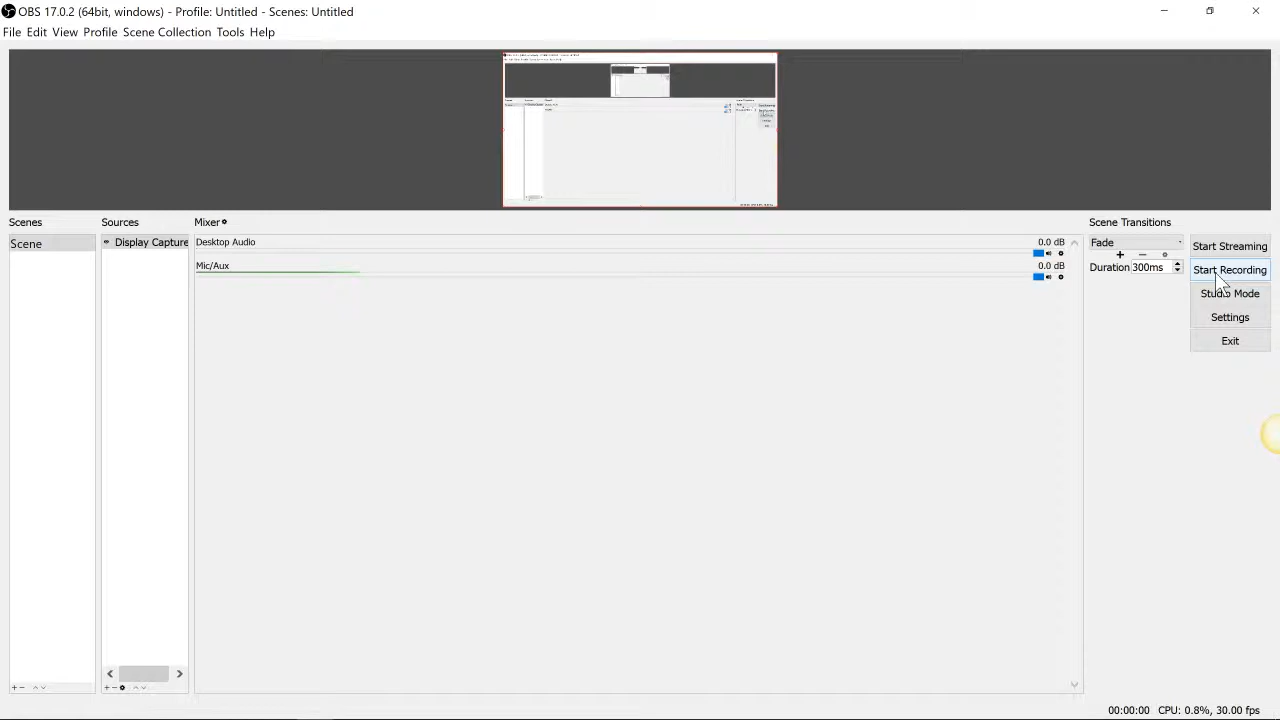 OBS 17.0.2 (64bit, windows) - Profile: Untitled - Scenes: Untitled
File Edit View Profile Scene Collection Tools Help
Scenes
Sources
Mixer
Scene Transitions
Scene
Display Capture
Desktop Audio
0.0 dB
Fade
Start Streaming
Mic/Aux
0.0 dB
Duration 300ms
Start Recording
Studio Mode
Settings
Exit
00:00:00 CPU: 0.8%, 30.00 fps